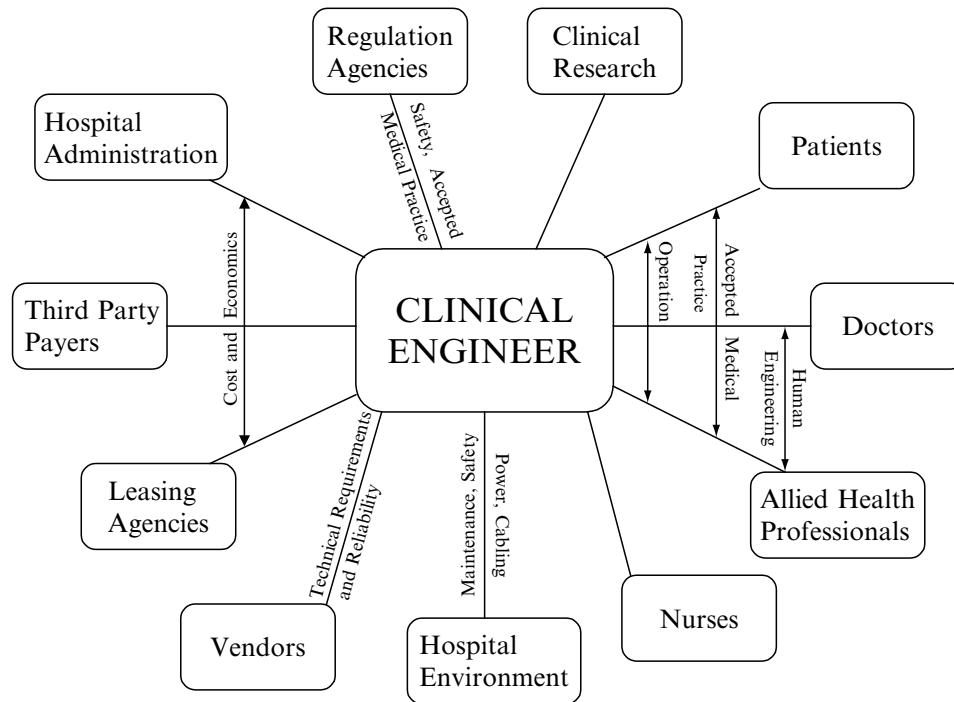 Regulation
Agencies
Clinical
Research
Hospital
Administration
Patients
Safety, Accepted
Medical Practice
CLINICAL
ENGINEER
Third Party
Payers
Cost and Economics
Operation
Accepted Medical
Practice
Doctors
Human
Engineering
Leasing
Agencies
Technical Requirements
and Reliability
Maintenance, Safety
Power, Cabling
Allied Health
Professionals
Vendors
Hospital
Environment
Nurses